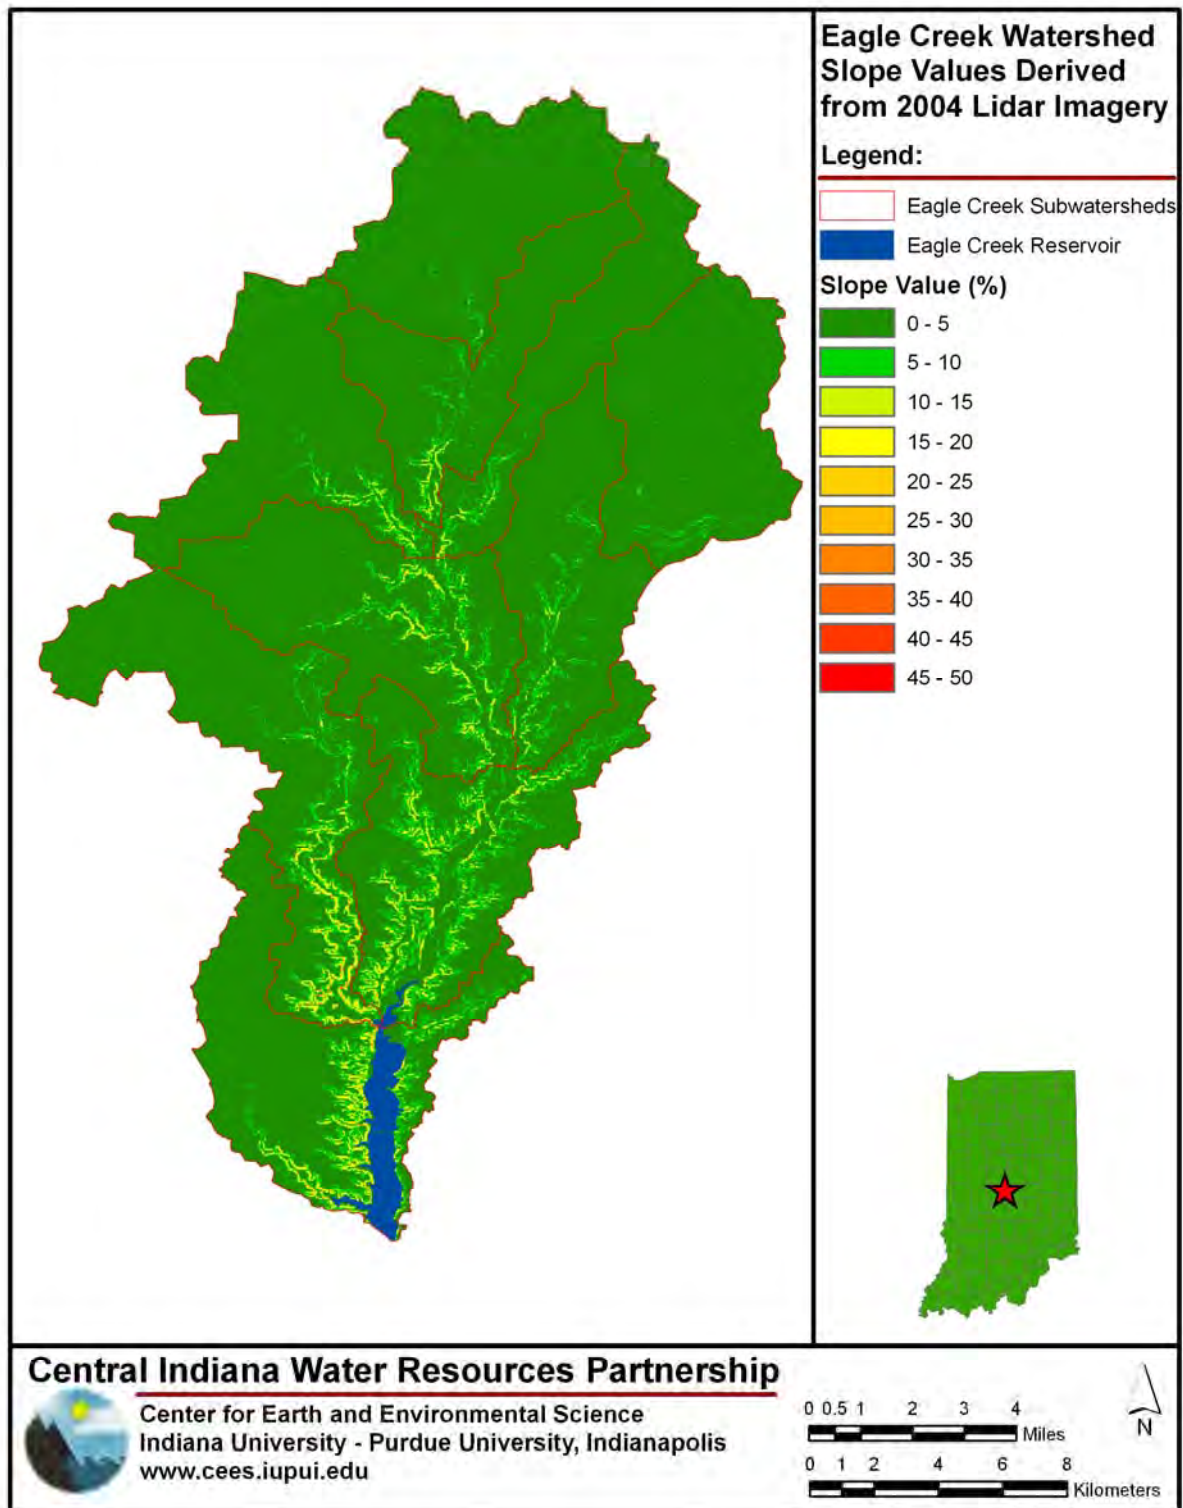 Eagle Creek Watershed
Slope Values Derived
from 2004 Lidar Imagery
Legend:
Eagle Creek Subwatersheds
Eagle Creek Reservoir
Slope Value (%)
0 - 5
5 - 10
10 - 15
15 - 20
20 - 25
25 - 30
30 - 35
35 - 40
40 - 45
45 - 50
Central Indiana Water Resources Partnership
Center for Earth and Environmental Science
Indiana University - Purdue University, Indianapolis
www.cees.iupui.edu
0 0.5 1 2 3 4
Miles
0 1 2 4 6 8
Kilometers
N